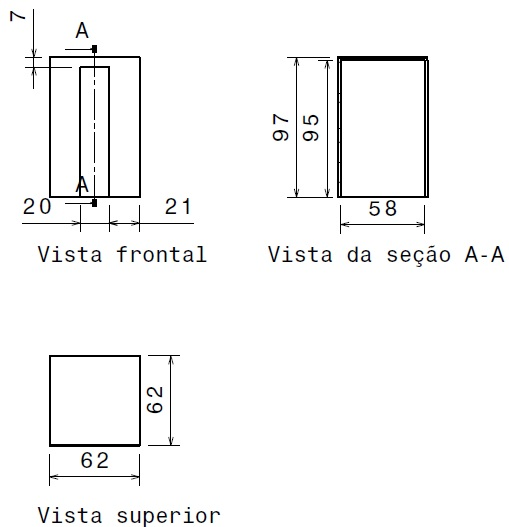 7
A
A
20
21
Vista frontal
97
95
58
Vista da seção A-A
62
62
Vista superior